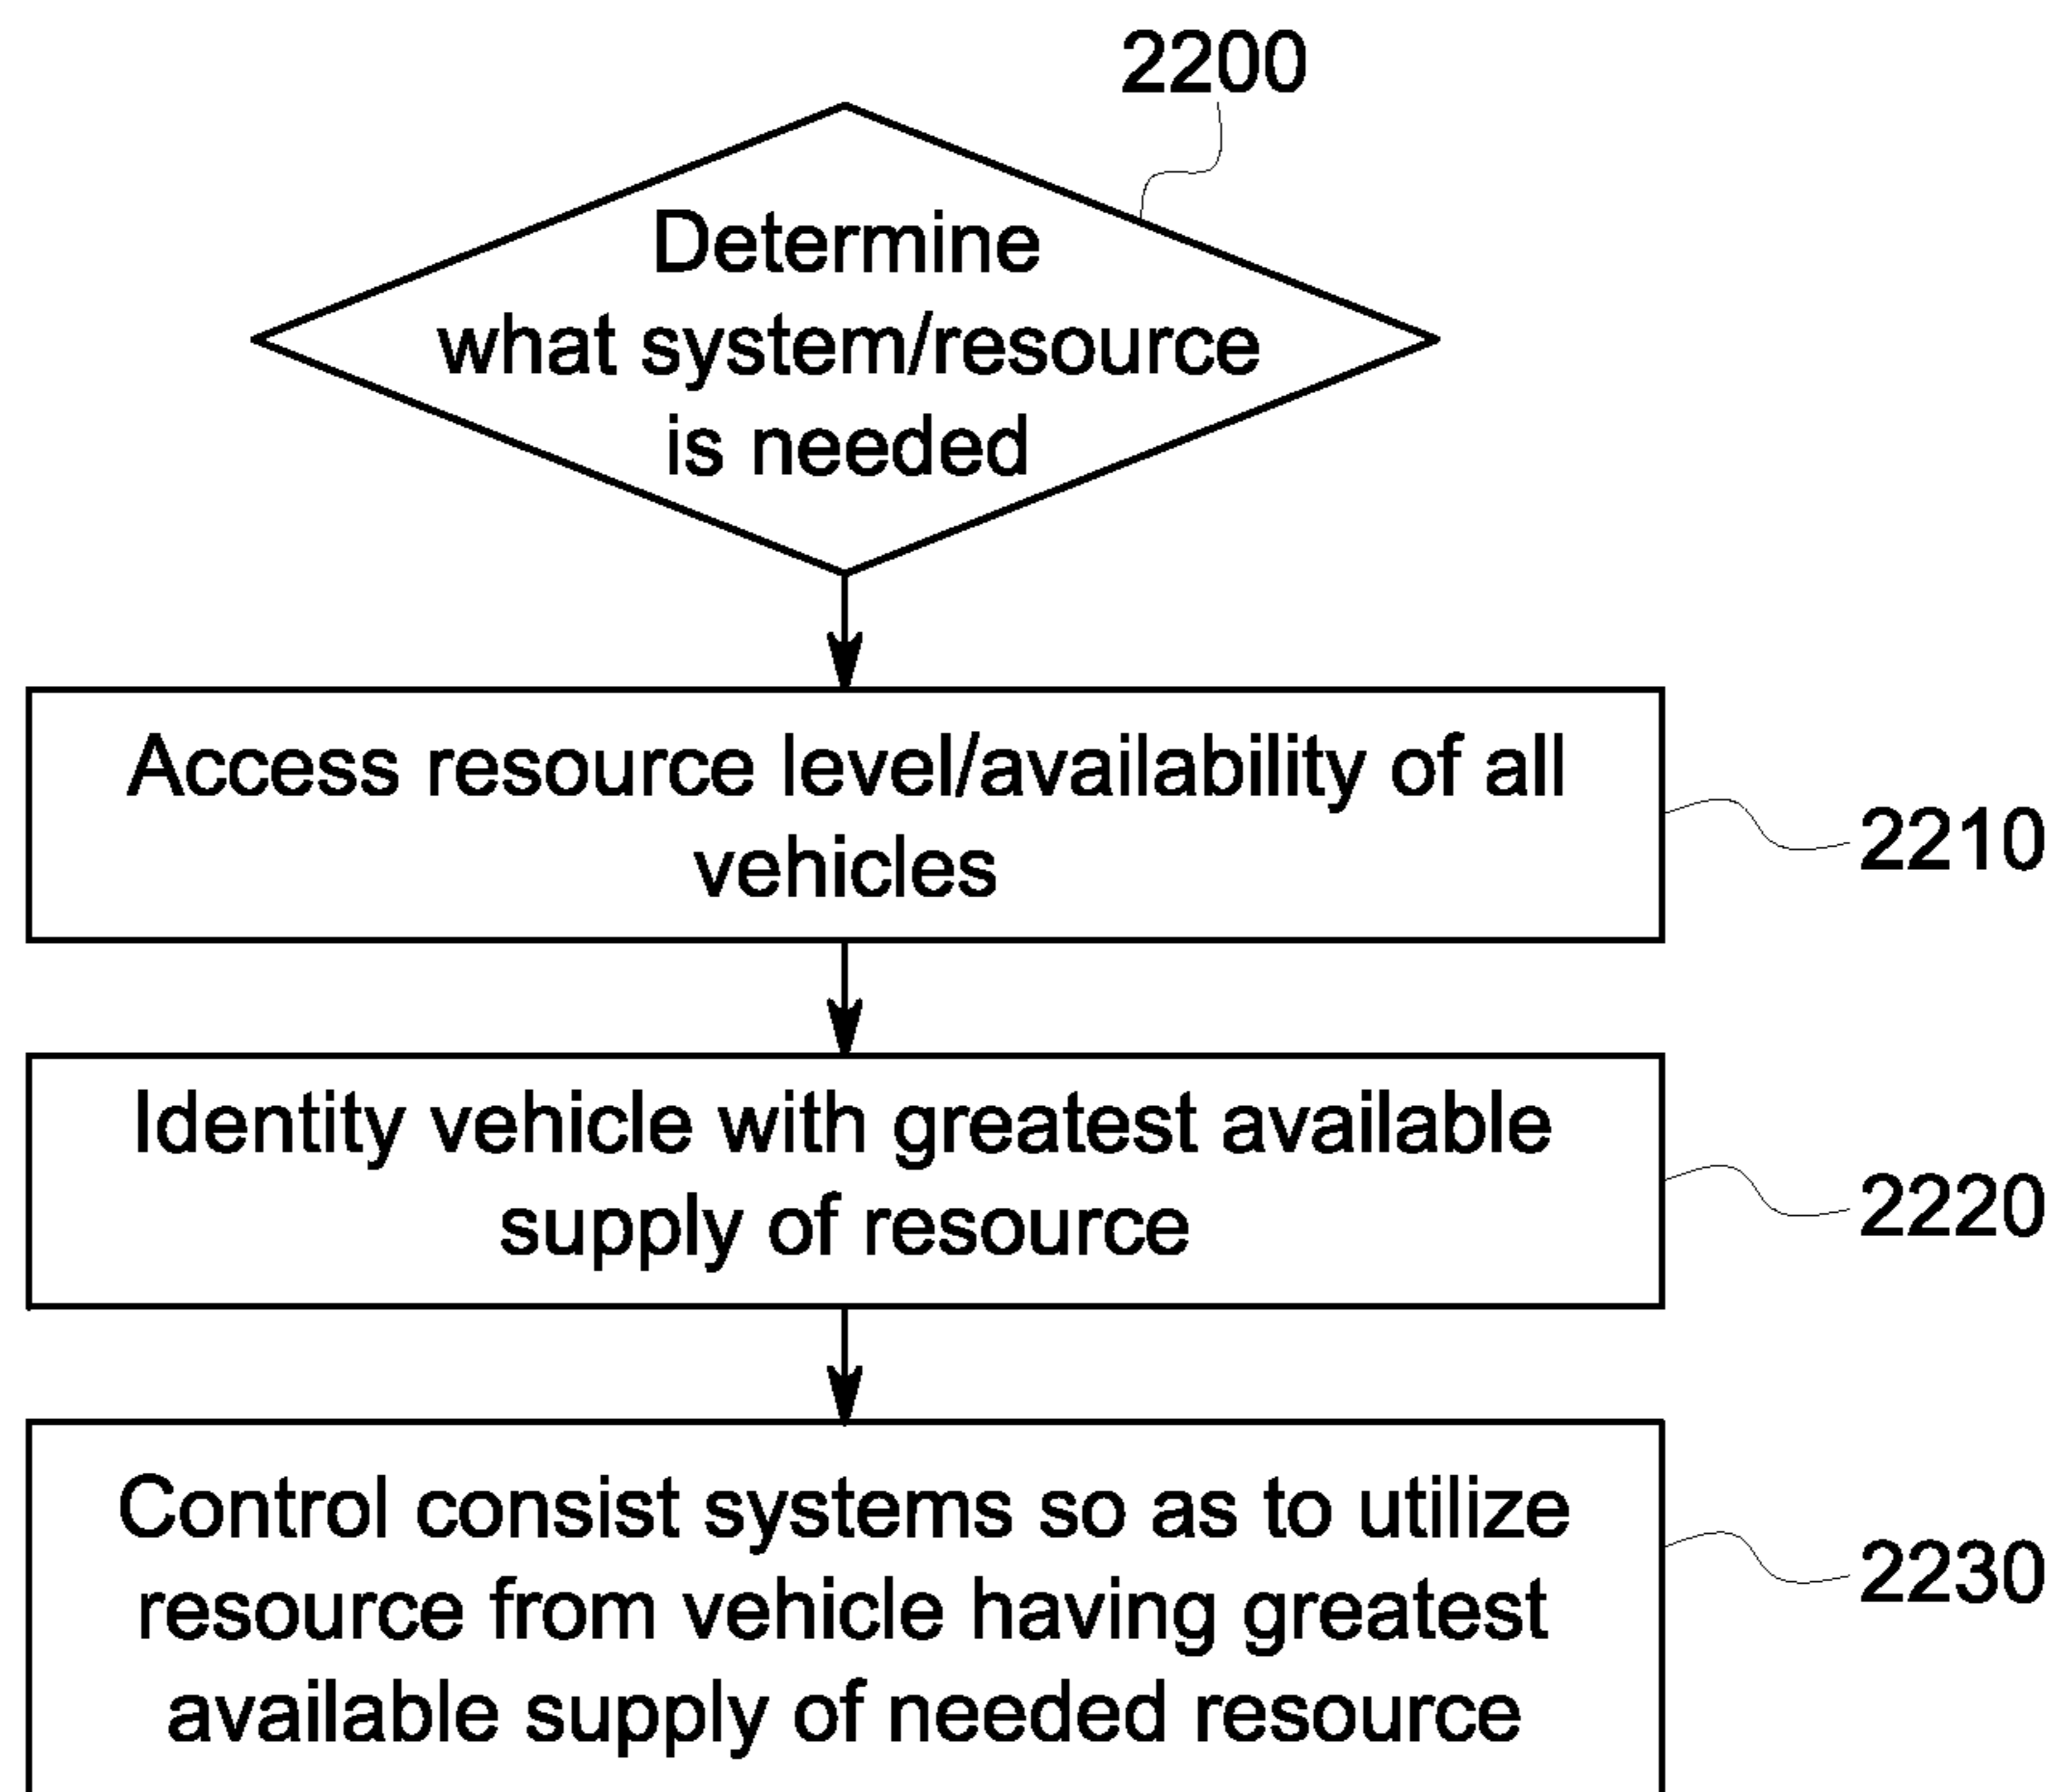 2200
Determine
what system/resource
is needed
Access resource level/availability of all
vehicles
2210
Identity vehicle with greatest available
supply of resource
2220
Control consist systems so as to utilize
resource from vehicle having greatest
available supply of needed resource
2230